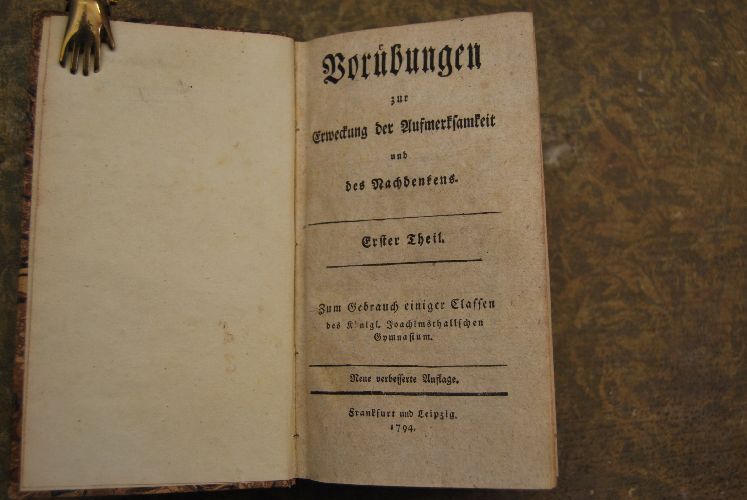 Vorübungen
zur
Erweckung der Aufmerksamkeit
und
des Nachdenkens.
Erster Theil.
Zum Gebrauch einiger Classen
des Königl. Joachimsthalischen
Gymnasium.
Neue verbesserte Auflage.
Frankfurt und Leipzig.
1794.